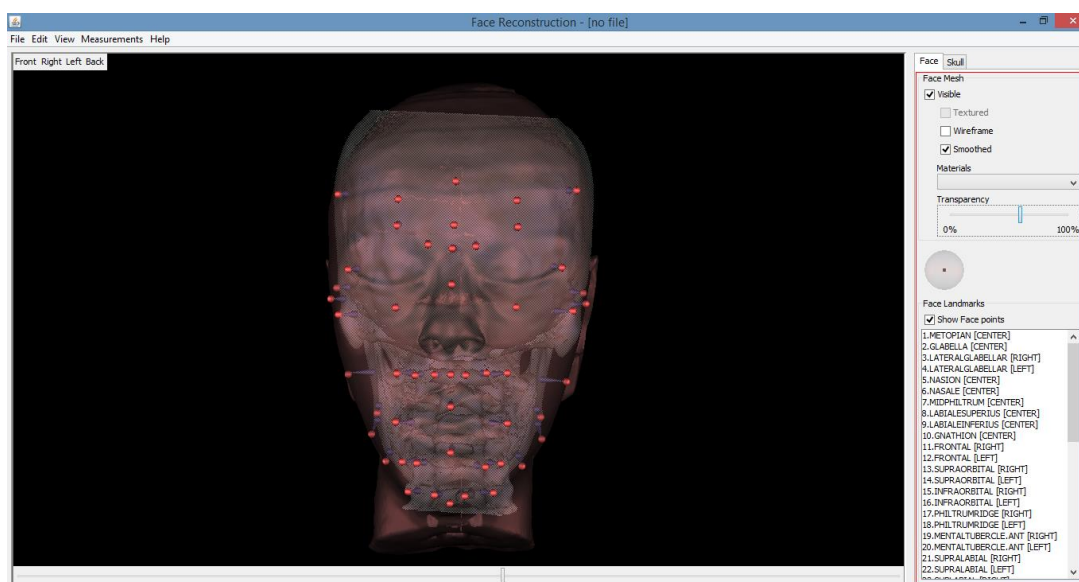 Face Reconstruction - [no file]
File Edit View Measurements Help
Front Right Left Back
Face Skull
Face Mesh
Visible
Textured
Wireframe
Smoothed
Materials
Transparency
0% 100%
Face Landmarks
Show Face points
1.METOPIAN [CENTER]
2.GLABELLA [CENTER]
3.LATERALGLABELLAR [RIGHT]
4.LATERALGLABELLAR [LEFT]
5.NASION [CENTER]
6.NASALE [CENTER]
7.MIDPHILTRUM [CENTER]
8.LABIALESUPERIUS [CENTER]
9.LABIALEINFERIUS [CENTER]
10.GNATHION [CENTER]
11.FRONTAL [RIGHT]
12.FRONTAL [LEFT]
13.SUPRAORBITAL [RIGHT]
14.SUPRAORBITAL [LEFT]
15.INFRAORBITAL [RIGHT]
16.INFRAORBITAL [LEFT]
17.PHILTRUMRIDGE [RIGHT]
18.PHILTRUMRIDGE [LEFT]
19.MENTALTUBERCLE.ANT [RIGHT]
20.MENTALTUBERCLE.ANT [LEFT]
21.SUPRALABIAL [RIGHT]
22.SUPRALABIAL [LEFT]